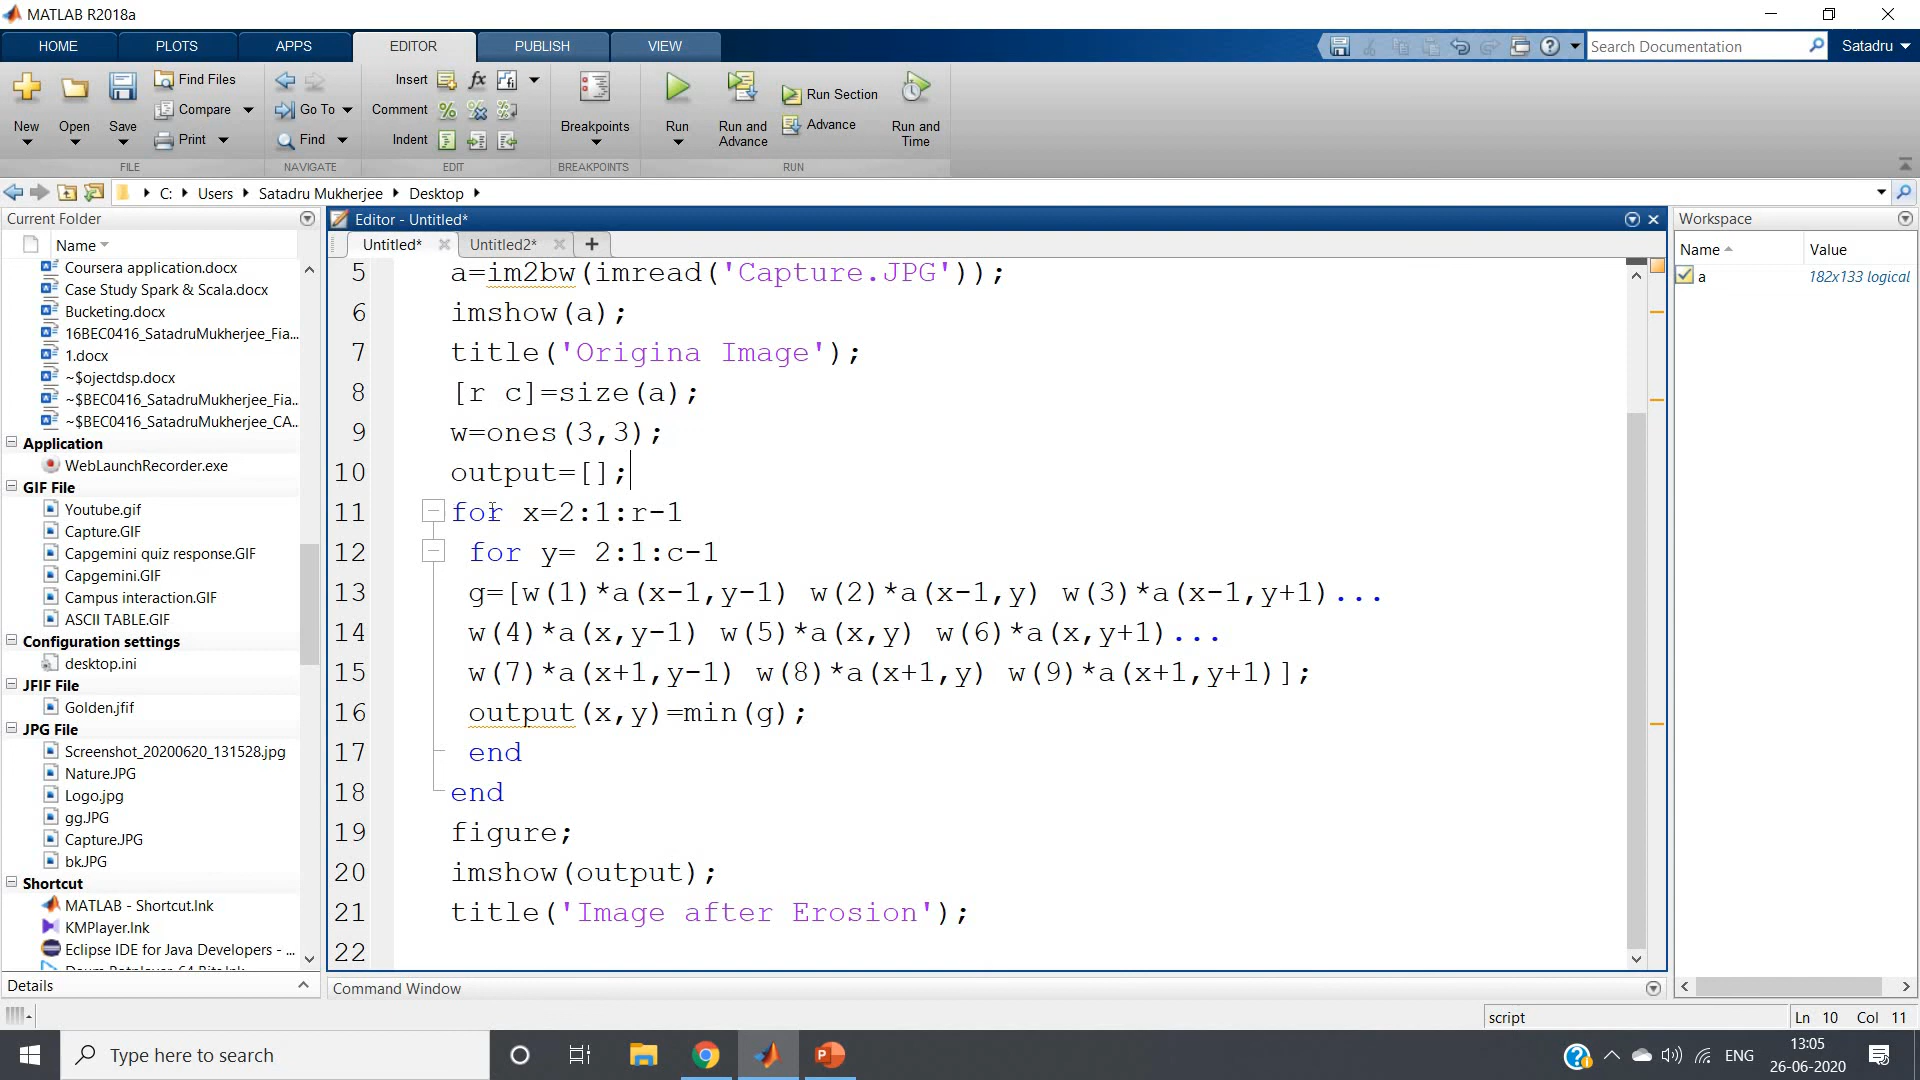 MATLAB R2018a
HOME PLOTS APPS EDITOR PUBLISH VIEW
Search Documentation Satadru
Find Files Insert fx
Compare Go To Comment Run Section
New Open Save Print Find Indent Breakpoints Run Run and Advance Advance Run and Time
FILE NAVIGATE EDIT BREAKPOINTS RUN
C: Users Satadru Mukherjee Desktop
Current Folder
Name
Coursera application.docx
Case Study Spark & Scala.docx
Bucketing.docx
16BEC0416_SatadruMukherjee_Fia...
1.docx
~$ojectdsp.docx
~$BEC0416_SatadruMukherjee_Fia...
~$BEC0416_SatadruMukherjee_CA...
Application
WebLaunchRecorder.exe
GIF File
Youtube.gif
Capture.GIF
Capgemini quiz response.GIF
Capgemini.GIF
Campus interaction.GIF
ASCII TABLE.GIF
Configuration settings
desktop.ini
JFIF File
Golden.jfif
JPG File
Screenshot_20200620_131528.jpg
Nature.JPG
Logo.jpg
gg.JPG
Capture.JPG
bk.JPG
Shortcut
MATLAB - Shortcut.lnk
KMPlayer.lnk
Eclipse IDE for Java Developers - ...
Details
Editor - Untitled*
Untitled* Untitled2*
5 a=im2bw(imread('Capture.JPG'));
6 imshow(a);
7 title('Origina Image');
8 [r c]=size(a);
9 w=ones(3,3);
10 output=[];
11 for x=2:1:r-1
12 for y= 2:1:c-1
13 g=[w(1)*a(x-1,y-1) w(2)*a(x-1,y) w(3)*a(x-1,y+1)...
14 w(4)*a(x,y-1) w(5)*a(x,y) w(6)*a(x,y+1)...
15 w(7)*a(x+1,y-1) w(8)*a(x+1,y) w(9)*a(x+1,y+1)];
16 output(x,y)=min(g);
17 end
18 end
19 figure;
20 imshow(output);
21 title('Image after Erosion');
22
Command Window
Workspace
Name Value
a 182x133 logical
script Ln 10 Col 11
Type here to search
ENG
13:05
26-06-2020